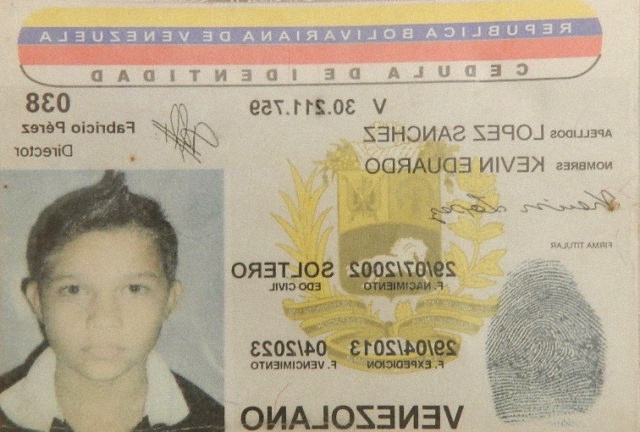 REPUBLICA BOLIVARIANA DE VENEZUELA
CEDULA DE IDENTIDAD
V 30.211.759
038
APELLIDOS LOPEZ SANCHEZ
Fabricio Pérez
Director
NOMBRES KEVIN EDUARDO
Kevin Lopez
FIRMA TITULAR
29/07/2002 SOLTERO
F. NACIMIENTO EDO CIVIL
29/04/2013 04/2023
F. EXPEDICION F. VENCIMIENTO
VENEZOLANO